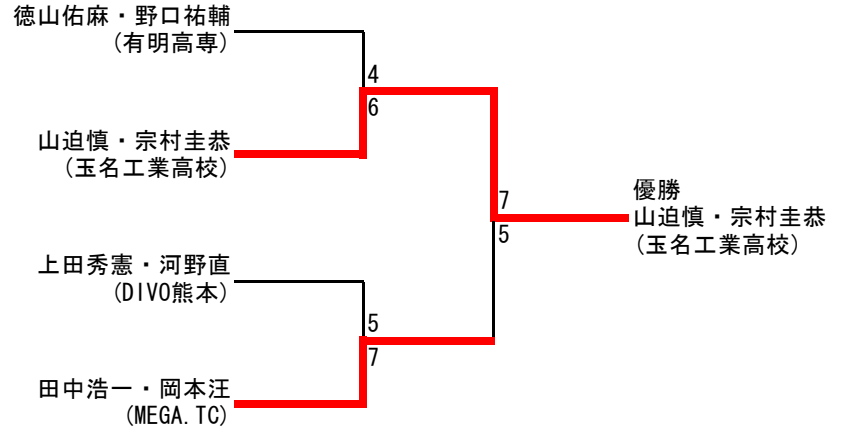 徳山佑麻・野口祐輔
(有明高専)
4
6
山迫慎・宗村圭恭
(玉名工業高校)
7
5
優勝
山迫慎・宗村圭恭
(玉名工業高校)
上田秀憲・河野直
(DIVO熊本)
5
7
田中浩一・岡本汪
(MEGA.TC)